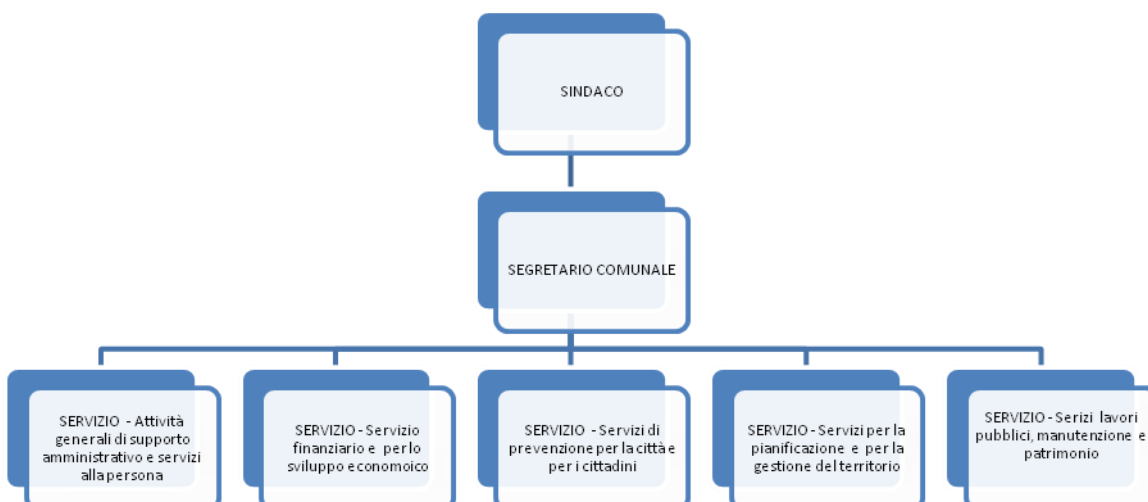 SINDACO
SEGRETARIO COMUNALE
SERVIZIO - Attività
generali di supporto
amministrativo e servizi
alla persona
SERVIZIO - Servizio
finanziario e per lo
sviluppo economoico
SERVIZIO - Servizi di
prevenzione per la città e
per i cittadini
SERVIZIO - Servizi per la
pianificazione e per la
gestione del territorio
SERVIZIO - Serizi lavori
pubblici, manutenzione e
patrimonio